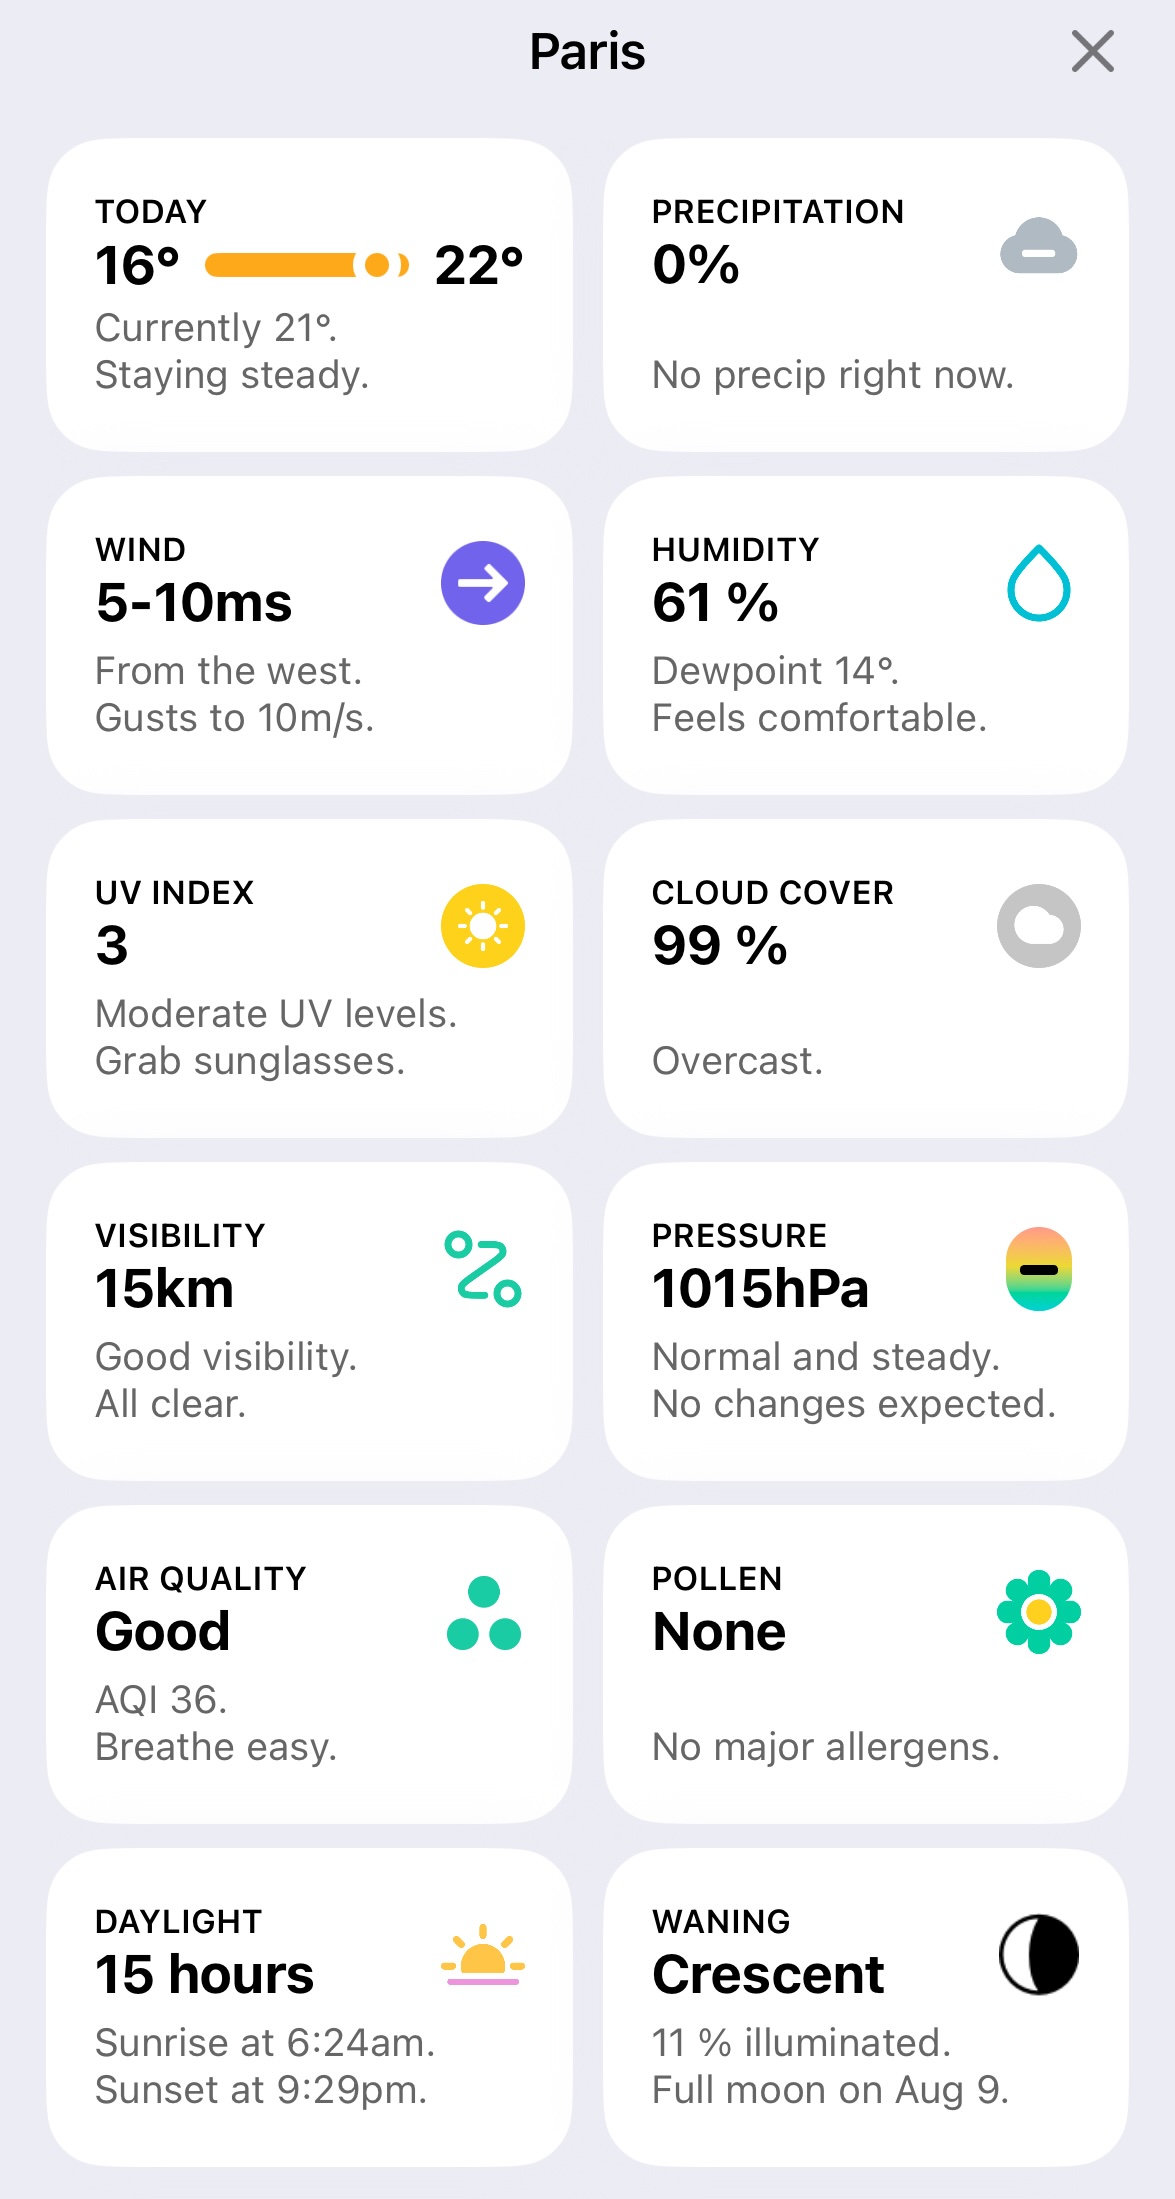 Paris
TODAY
16° 22°
Currently 21°.
Staying steady.
PRECIPITATION
0%
No precip right now.
WIND
5-10ms
From the west.
Gusts to 10m/s.
HUMIDITY
61 %
Dewpoint 14°.
Feels comfortable.
UV INDEX
3
Moderate UV levels.
Grab sunglasses.
CLOUD COVER
99 %
Overcast.
VISIBILITY
15km
Good visibility.
All clear.
PRESSURE
1015hPa
Normal and steady.
No changes expected.
AIR QUALITY
Good
AQI 36.
Breathe easy.
POLLEN
None
No major allergens.
DAYLIGHT
15 hours
Sunrise at 6:24am.
Sunset at 9:29pm.
WANING
Crescent
11 % illuminated.
Full moon on Aug 9.